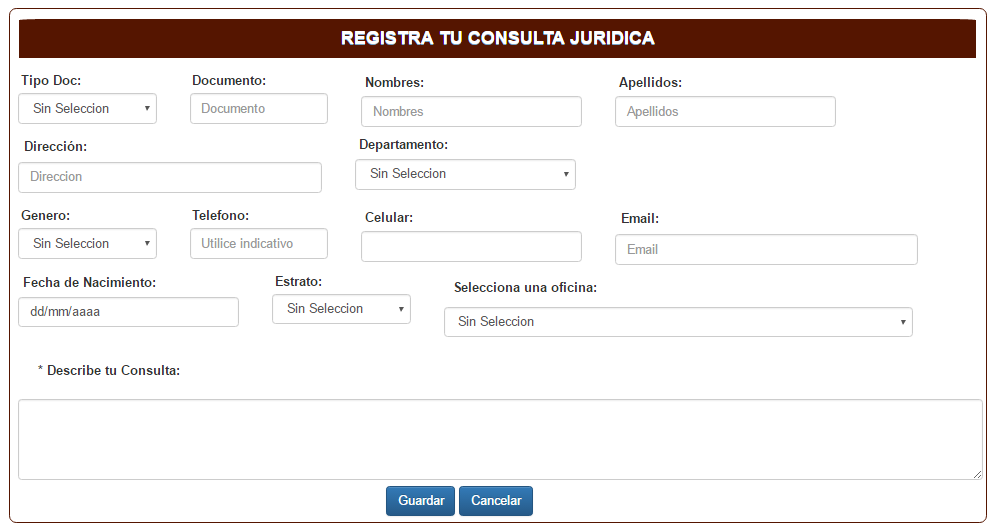 REGISTRA TU CONSULTA JURIDICA
Tipo Doc: Documento: Nombres: Apellidos:
Sin Seleccion Documento Nombres Apellidos
Dirección: Departamento:
Direccion Sin Seleccion
Genero: Telefono: Celular: Email:
Sin Seleccion Utilice indicativo Email
Fecha de Nacimiento: Estrato: Selecciona una oficina:
dd/mm/aaaa Sin Seleccion Sin Seleccion
* Describe tu Consulta:
Guardar Cancelar